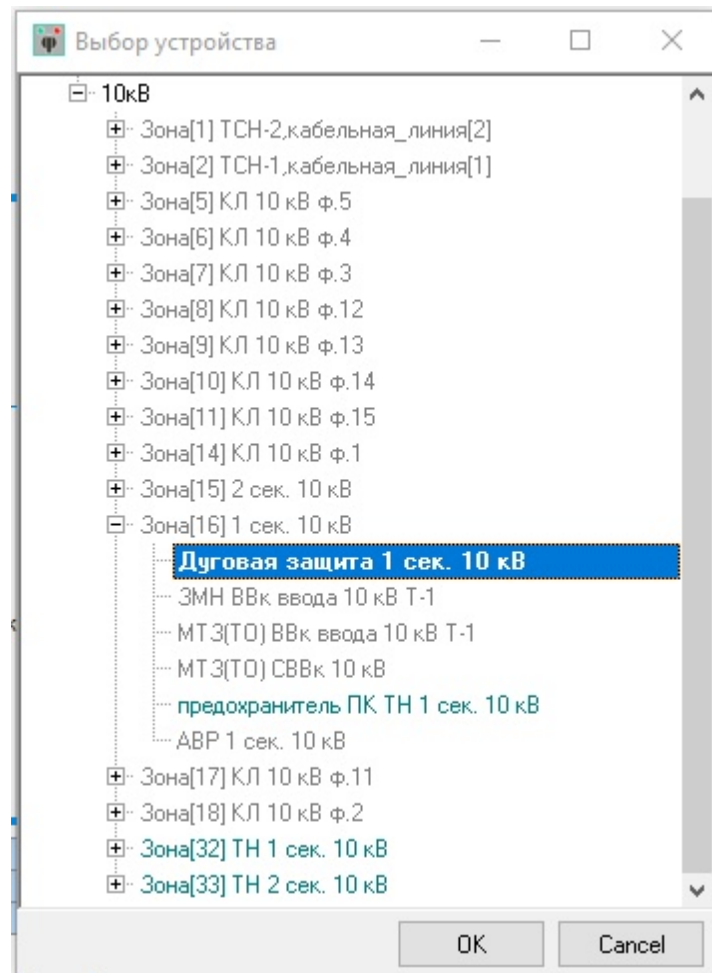 Выбор устройства
10кВ
Зона[1] ТСН-2,кабельная_линия[2]
Зона[2] ТСН-1,кабельная_линия[1]
Зона[5] КЛ 10 кВ ф.5
Зона[6] КЛ 10 кВ ф.4
Зона[7] КЛ 10 кВ ф.3
Зона[8] КЛ 10 кВ ф.12
Зона[9] КЛ 10 кВ ф.13
Зона[10] КЛ 10 кВ ф.14
Зона[11] КЛ 10 кВ ф.15
Зона[14] КЛ 10 кВ ф.1
Зона[15] 2 сек. 10 кВ
Зона[16] 1 сек. 10 кВ
Дуговая защита 1 сек. 10 кВ
ЗМН ВВк ввода 10 кВ Т-1
МТЗ(ТО) ВВк ввода 10 кВ Т-1
МТЗ(ТО) СВВк 10 кВ
предохранитель ПК ТН 1 сек. 10 кВ
АВР 1 сек. 10 кВ
Зона[17] КЛ 10 кВ ф.11
Зона[18] КЛ 10 кВ ф.2
Зона[32] ТН 1 сек. 10 кВ
Зона[33] ТН 2 сек. 10 кВ
OK Cancel